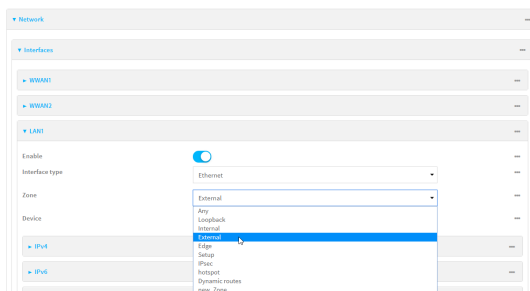 Network
Interfaces
WWAN1
WWAN2
LAN1
Enable
Interface type
Ethernet
Zone
External
Any
Loopback
Device
Internal
External
Edge
IPv4
Setup
IPsec
IPv6
hotspot
Dynamic routes
new_Zone